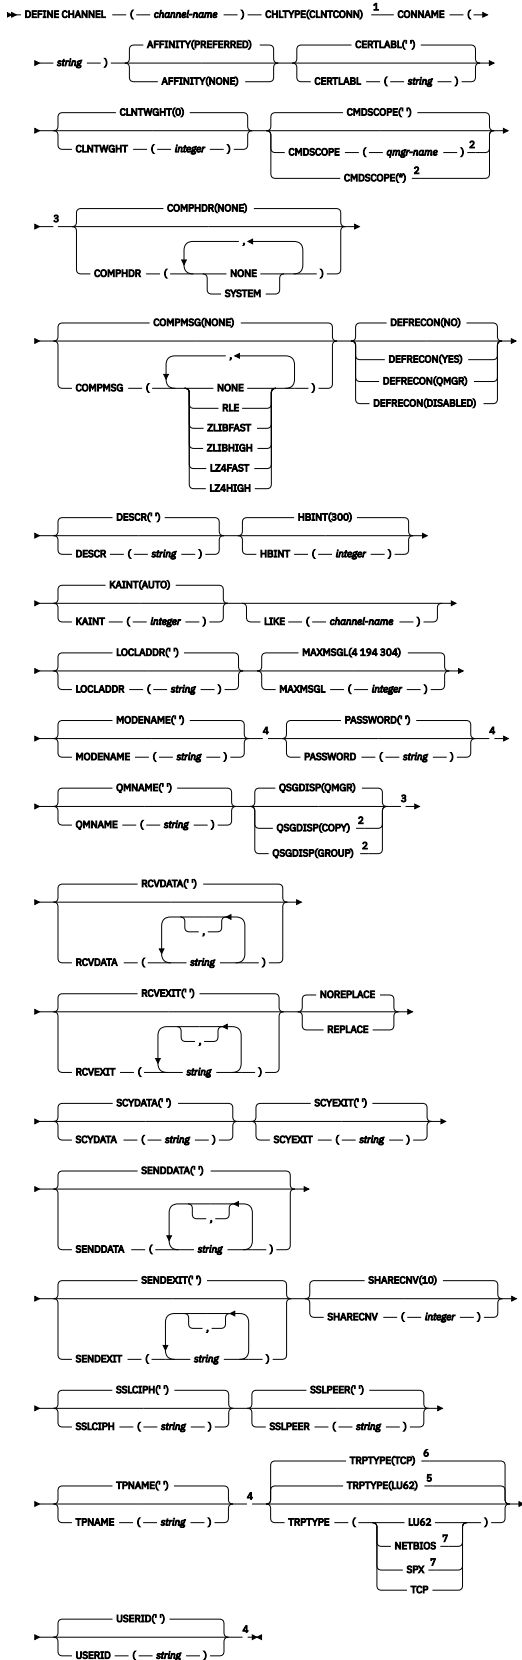 DEFINE CHANNEL ( channel-name ) CHLTYPE(CLNTCONN) 1 CONNAME (
string ) AFFINITY(PREFERRED) AFFINITY(NONE) CERTLABL(' ') CERTLABL ( string )
CLNTWGHT(0) CLNTWGHT ( integer ) CMDSCOPE(' ') CMDSCOPE ( qmgr-name ) 2 CMDSCOPE(*) 2
3 COMPHDR(NONE)
,
COMPHDR ( NONE )
SYSTEM
COMPMSG(NONE) DEFRECON(NO)
DEFRECON(YES)
, DEFRECON(QMGR)
COMPMSG ( NONE ) DEFRECON(DISABLED)
RLE
ZLIBFAST
ZLIBHIGH
LZ4FAST
LZ4HIGH
DESCR(' ') HBINT(300)
DESCR ( string ) HBINT ( integer )
KAINT(AUTO)
KAINT ( integer ) LIKE ( channel-name )
LOCLADDR(' ') MAXMSGL(4 194 304)
LOCLADDR ( string ) MAXMSGL ( integer )
MODENAME(' ') 4 PASSWORD(' ') 4
MODENAME ( string ) PASSWORD ( string )
QMNAME(' ') QSGDISP(QMGR) 3
QMNAME ( string ) QSGDISP(COPY) 2
QSGDISP(GROUP) 2
RCVDATA(' ')
,
RCVDATA ( string )
RCVEXIT(' ') NOREPLACE
REPLACE
,
RCVEXIT ( string )
SCYDATA(' ') SCYEXIT(' ')
SCYDATA ( string ) SCYEXIT ( string )
SENDDATA(' ')
,
SENDDATA ( string )
SENDEXIT(' ') SHARECNV(10)
SHARECNV ( integer )
,
SENDEXIT ( string )
SSLCIPH(' ') SSLPEER(' ')
SSLCIPH ( string ) SSLPEER ( string )
TRPTYPE(TCP) 6
TPNAME(' ') 4 TRPTYPE(LU62) 5
TPNAME ( string ) TRPTYPE ( LU62 )
NETBIOS 7
SPX 7
TCP
USERID(' ') 4
USERID ( string )